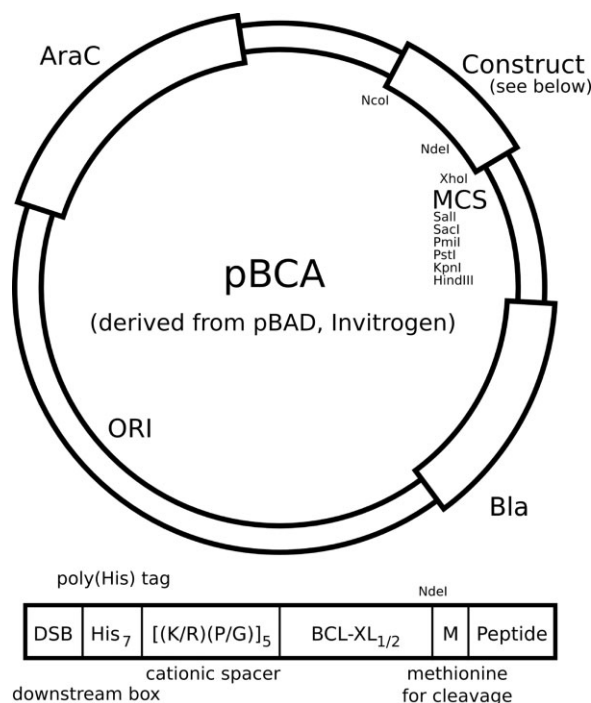 AraC
Construct
(see below)
NcoI
NdeI
XhoI
MCS
SalI
SacI
PmiI
PstI
KpnI
HindIII
pBCA
(derived from pBAD, Invitrogen)
ORI
Bla
poly(His) tag
NdeI
DSB His₇ [(K/R)(P/G)]₅ BCL-XL₁/₂ M Peptide
cationic spacer methionine
downstream box for cleavage